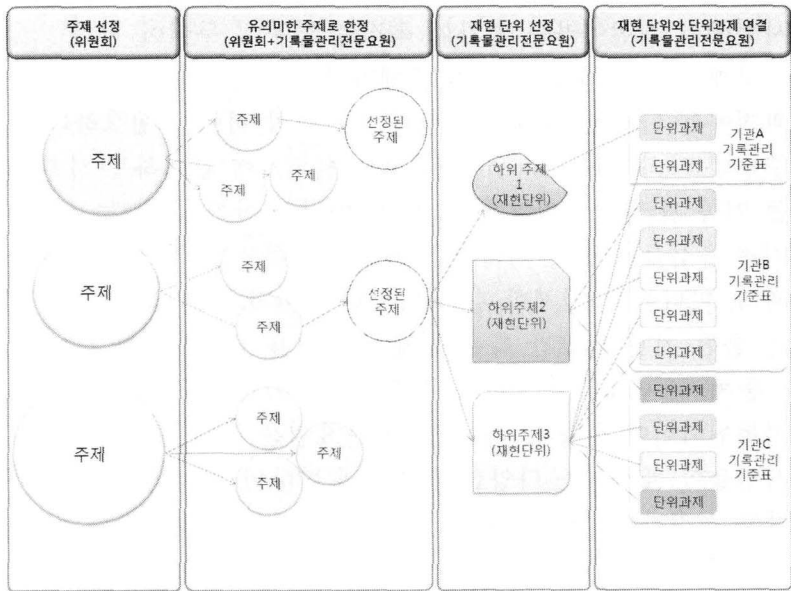 주제 선정
(위원회)
유의미한 주제로 한정
(위원회+기록물관리전문요원)
재현 단위 선정
(기록물관리전문요원)
재현 단위와 단위과제 연결
(기록물관리전문요원)
주제
주제
주제
주제
선정된
주제
주제
주제
주제
주제
선정된
주제
주제
주제
주제
하위 주제
1
(재현단위)
하위주제2
(재현단위)
하위주제3
(재현단위)
단위과제
단위과제
기관A
기록관리
기준표
단위과제
단위과제
단위과제
단위과제
단위과제
기관B
기록관리
기준표
단위과제
단위과제
단위과제
단위과제
기관C
기록관리
기준표